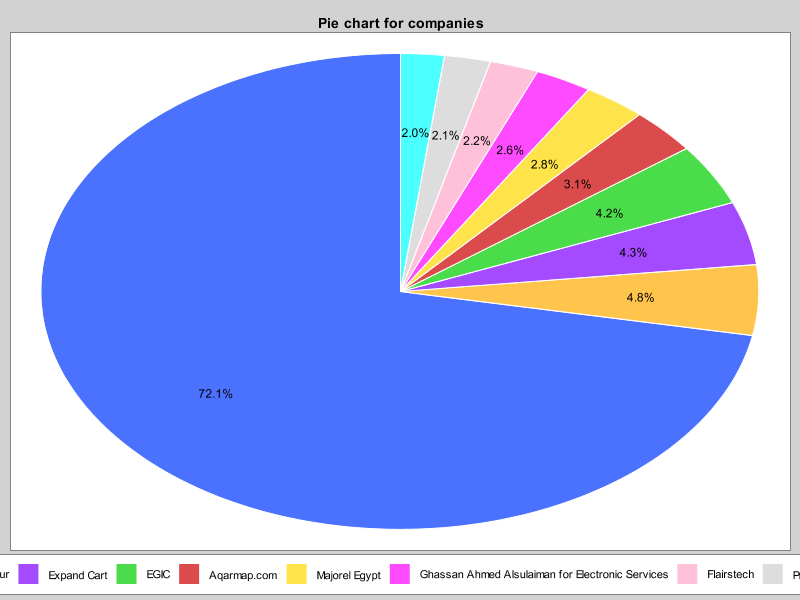 Pie chart for companies
2.0% 2.1% 2.2% 2.6% 2.8% 3.1% 4.2% 4.3% 4.8%
72.1%
ur Expand Cart EGIC Aqarmap.com Majorel Egypt Ghassan Ahmed Alsulaiman for Electronic Services Flairstech